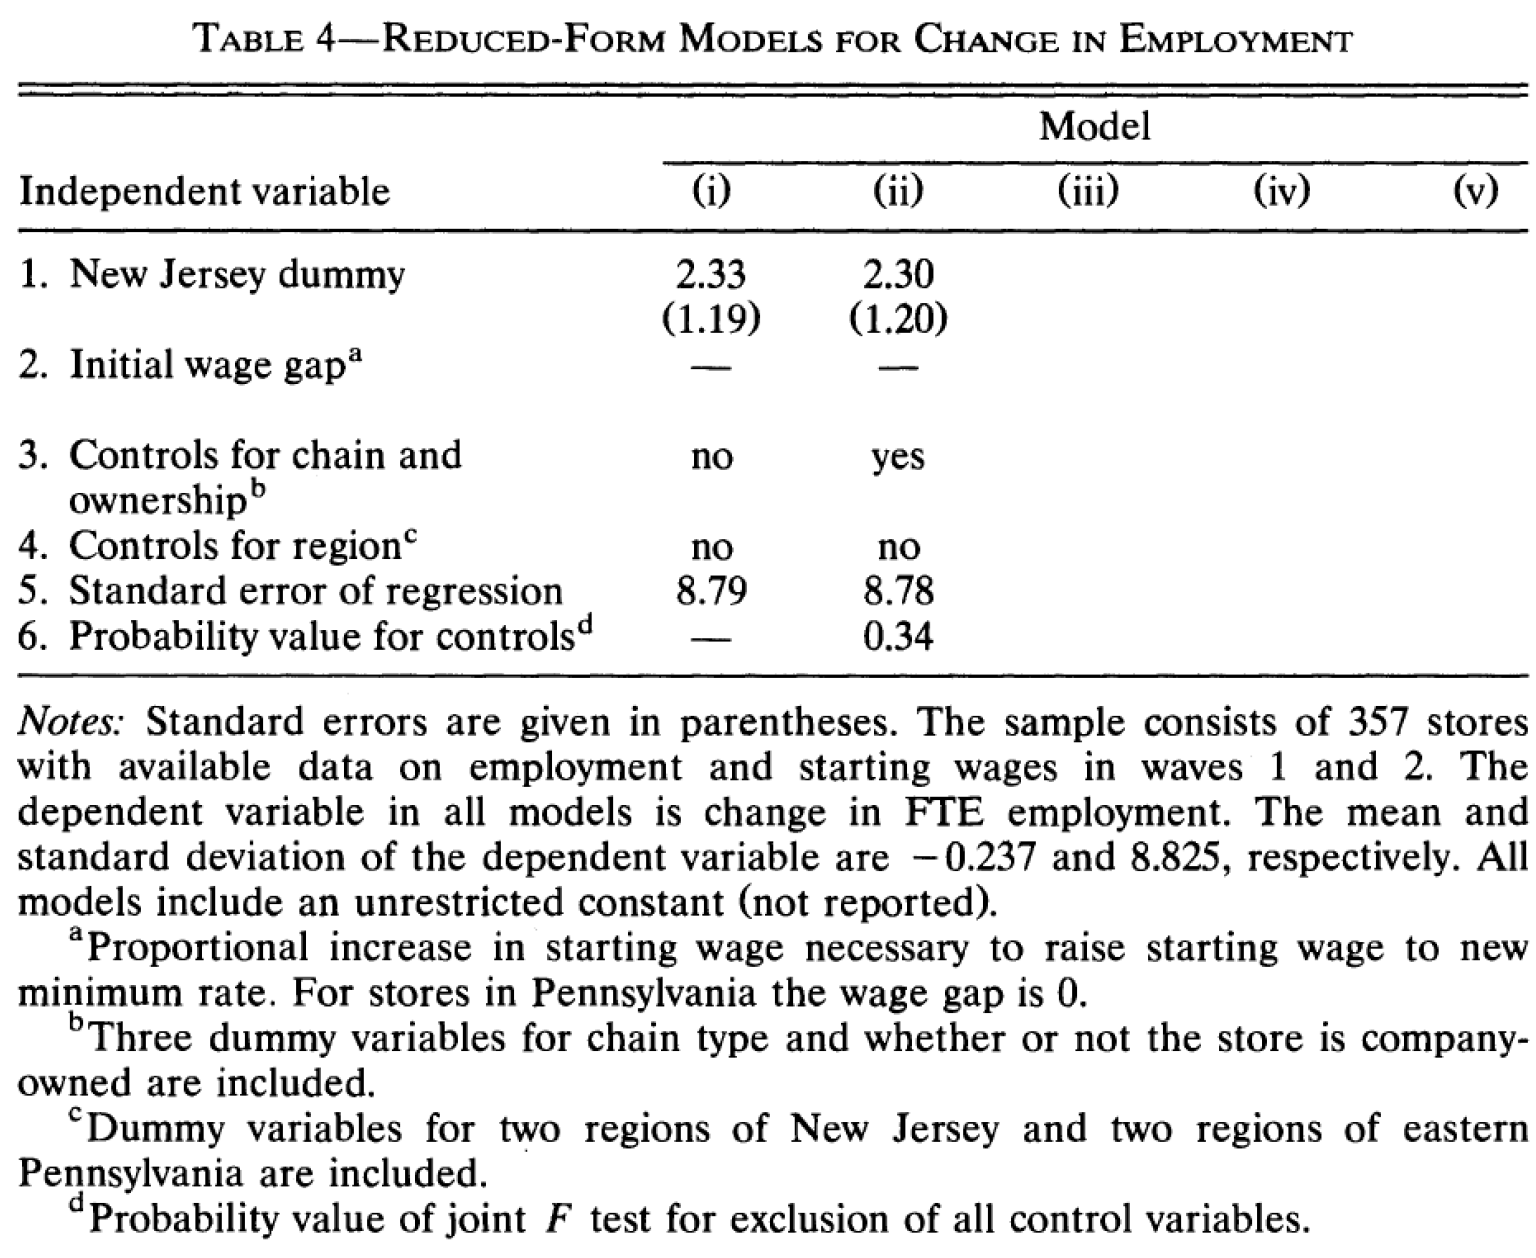 TABLE 4—REDUCED-FORM MODELS FOR CHANGE IN EMPLOYMENT
Model
Independent variable (i) (ii) (iii) (iv) (v)
1. New Jersey dummy 2.33 2.30
(1.19) (1.20)
2. Initial wage gapᵃ — —
3. Controls for chain and no yes
ownershipᵇ
4. Controls for regionᶜ no no
5. Standard error of regression 8.79 8.78
6. Probability value for controlsᵈ — 0.34
Notes: Standard errors are given in parentheses. The sample consists of 357 stores
with available data on employment and starting wages in waves 1 and 2. The
dependent variable in all models is change in FTE employment. The mean and
standard deviation of the dependent variable are −0.237 and 8.825, respectively. All
models include an unrestricted constant (not reported).
ᵃProportional increase in starting wage necessary to raise starting wage to new
minimum rate. For stores in Pennsylvania the wage gap is 0.
ᵇThree dummy variables for chain type and whether or not the store is company-
owned are included.
ᶜDummy variables for two regions of New Jersey and two regions of eastern
Pennsylvania are included.
ᵈProbability value of joint F test for exclusion of all control variables.